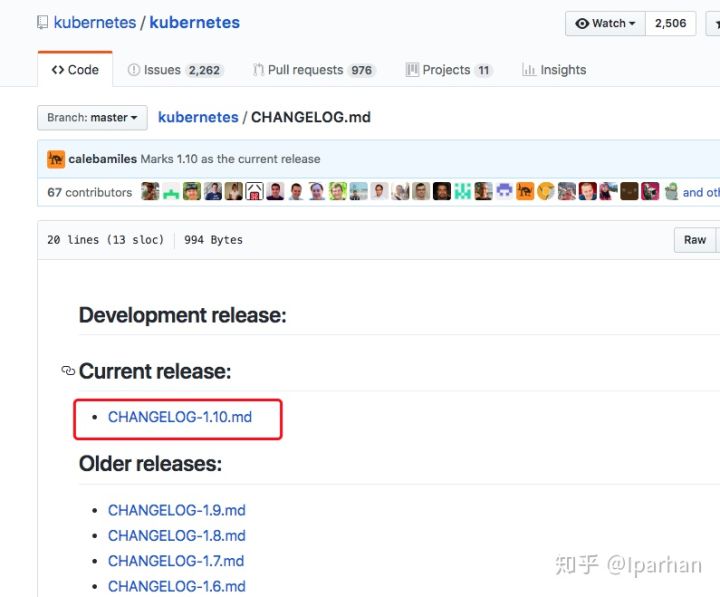 kubernetes / kubernetes
Watch 2,506
Code Issues 2,262 Pull requests 976 Projects 11 Insights
Branch: master kubernetes / CHANGELOG.md
calebamiles Marks 1.10 as the current release
67 contributors and oth
20 lines (13 sloc) 994 Bytes Raw
Development release:
Current release:
• CHANGELOG-1.10.md
Older releases:
• CHANGELOG-1.9.md
• CHANGELOG-1.8.md
• CHANGELOG-1.7.md
• CHANGELOG-1.6.md
知乎 @lparhan